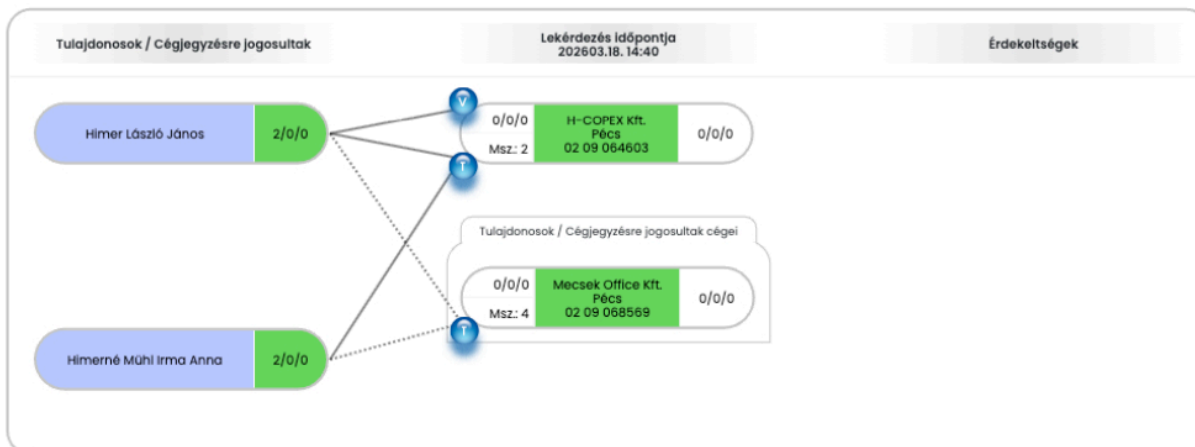 Tulajdonosok / Cégjegyzésre jogosultak
Lekérdezés időpontja
202603.18. 14:40
Érdekeltségek
Himer László János
2/0/0
V
0/0/0
Msz.: 2
H-COPEX Kft.
Pécs
02 09 064603
0/0/0
T
Tulajdonosok / Cégjegyzésre jogosultak cégei
0/0/0
Msz.: 4
Mecsek Office Kft.
Pécs
02 09 068569
0/0/0
T
Himerné Mühl Irma Anna
2/0/0